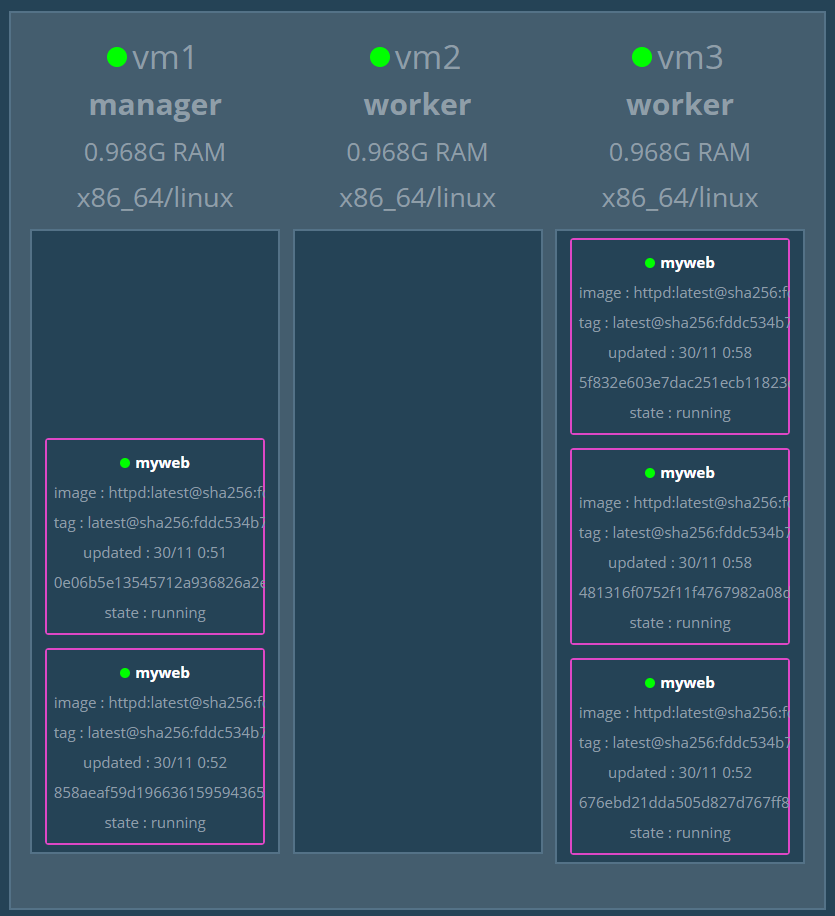 vm1
manager
0.968G RAM
x86_64/linux
myweb
image : httpd:latest@sha256:f
tag : latest@sha256:fddc534b7
updated : 30/11 0:51
0e06b5e13545712a936826a2e
state : running
myweb
image : httpd:latest@sha256:f
tag : latest@sha256:fddc534b7
updated : 30/11 0:52
858aeaf59d196636159594365
state : running
vm2
worker
0.968G RAM
x86_64/linux
vm3
worker
0.968G RAM
x86_64/linux
myweb
image : httpd:latest@sha256:f
tag : latest@sha256:fddc534b7
updated : 30/11 0:58
5f832e603e7dac251ecb11823
state : running
myweb
image : httpd:latest@sha256:f
tag : latest@sha256:fddc534b7
updated : 30/11 0:58
481316f0752f11f4767982a08d
state : running
myweb
image : httpd:latest@sha256:f
tag : latest@sha256:fddc534b7
updated : 30/11 0:52
676ebd21dda505d827d767ff8
state : running